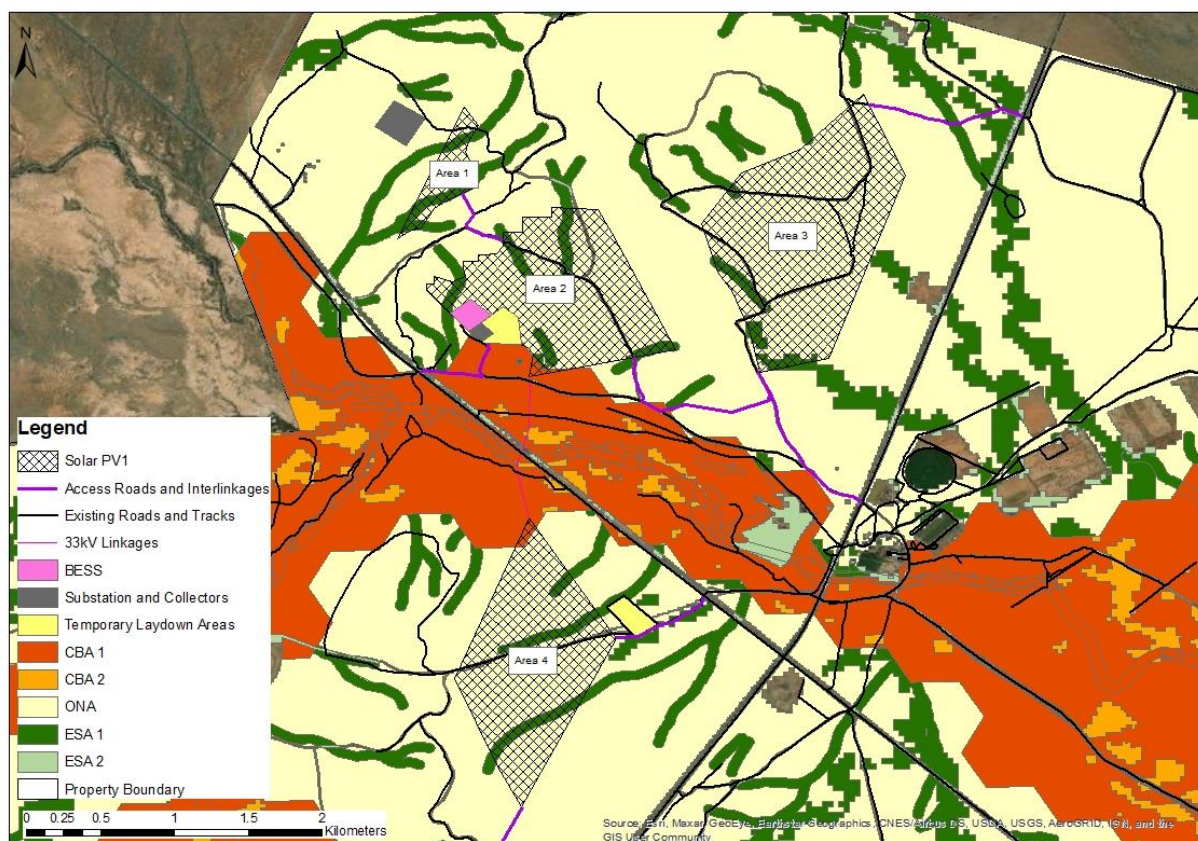 N
Area 1
Area 2
Area 3
Area 4
Legend
Solar PV1
Access Roads and Interlinkages
Existing Roads and Tracks
33kV Linkages
BESS
Substation and Collectors
Temporary Laydown Areas
CBA 1
CBA 2
ONA
ESA 1
ESA 2
Property Boundary
0 0.25 0.5 1 1.5 2
Kilometers
Source: Esri, Maxar, GeoEye, Earthstar Geographics, CNES/Airbus DS, USDA, USGS, AeroGRID, IGN, and the
GIS User Community